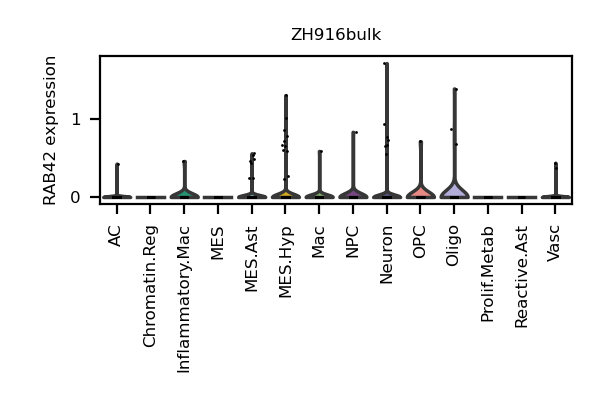 ZH916bulk
RAB42 expression
1
0
AC
Chromatin.Reg
Inflammatory.Mac
MES
MES.Ast
MES.Hyp
Mac
NPC
Neuron
OPC
Oligo
Prolif.Metab
Reactive.Ast
Vasc